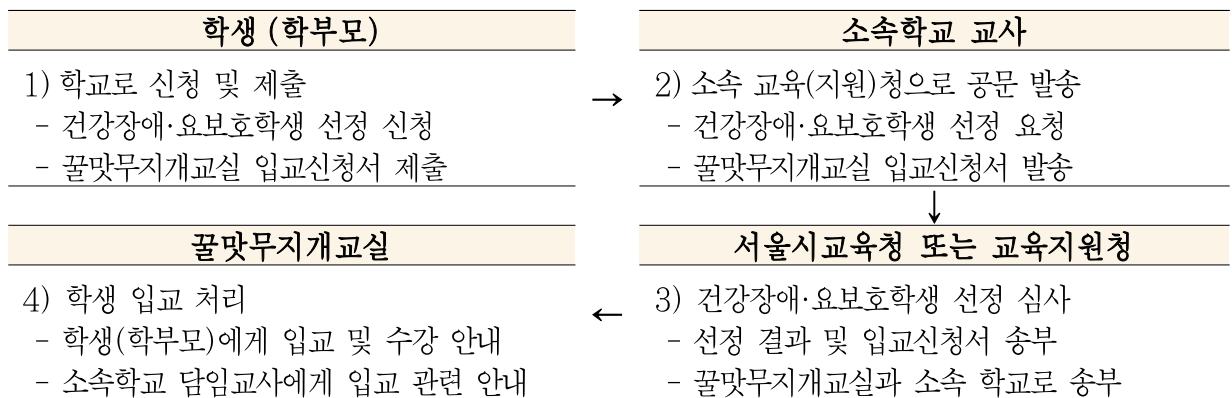 학생 (학부모)
1) 학교로 신청 및 제출
- 건강장애·요보호학생 선정 신청
- 꿀맛무지개교실 입교신청서 제출
→
소속학교 교사
2) 소속 교육(지원)청으로 공문 발송
- 건강장애·요보호학생 선정 요청
- 꿀맛무지개교실 입교신청서 발송
↓
서울시교육청 또는 교육지원청
3) 건강장애·요보호학생 선정 심사
- 선정 결과 및 입교신청서 송부
- 꿀맛무지개교실과 소속 학교로 송부
←
꿀맛무지개교실
4) 학생 입교 처리
- 학생(학부모)에게 입교 및 수강 안내
- 소속학교 담임교사에게 입교 관련 안내